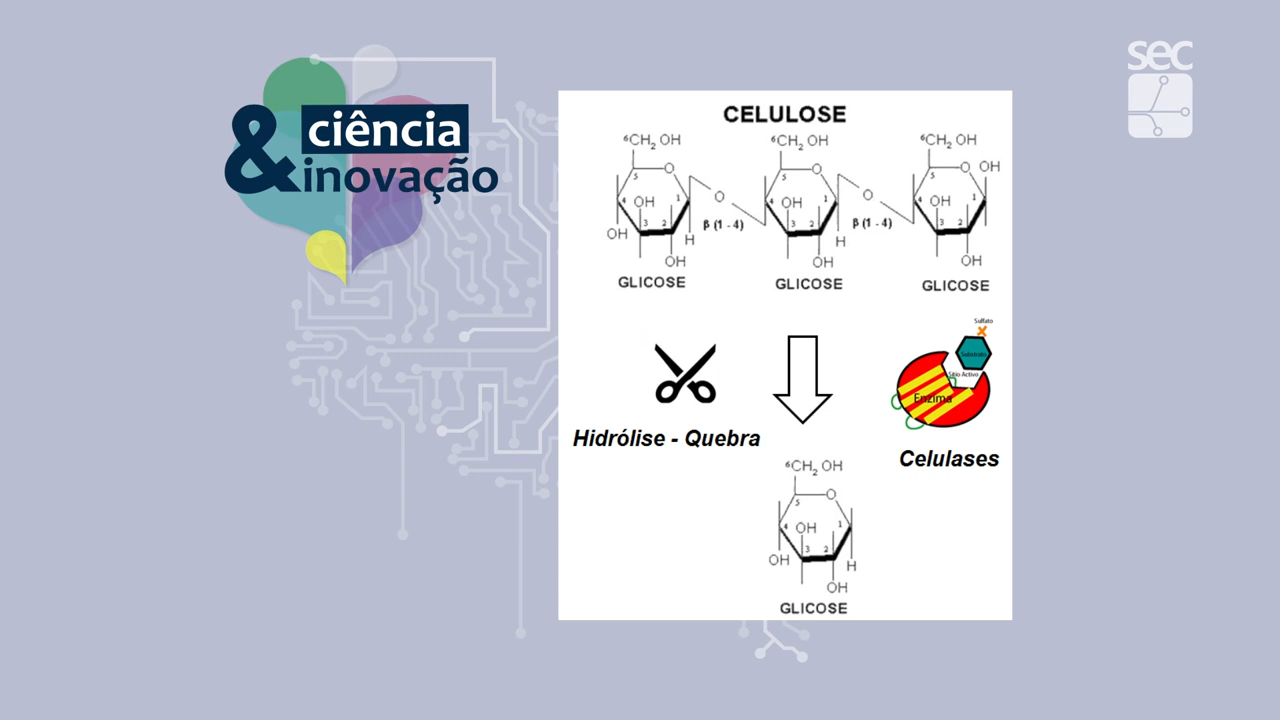 &ciência
inovação
sec
CELULOSE
⁶CH₂ OH
⁶CH₂ OH
⁶CH₂ OH
5 O
5 O
5 O OH
4 OH 1
O
4 OH 1
O
4 OH 1
OH 3 2 H
β (1 - 4)
3 2 H
β (1 - 4)
3 2
OH
OH
OH
GLICOSE
GLICOSE
GLICOSE
Sulfato
Substrato
Sítio Activo
Enzima
Hidrólise - Quebra
Celulases
⁶CH₂ OH
5 O
4 OH 1
3 2
OH H
OH
GLICOSE